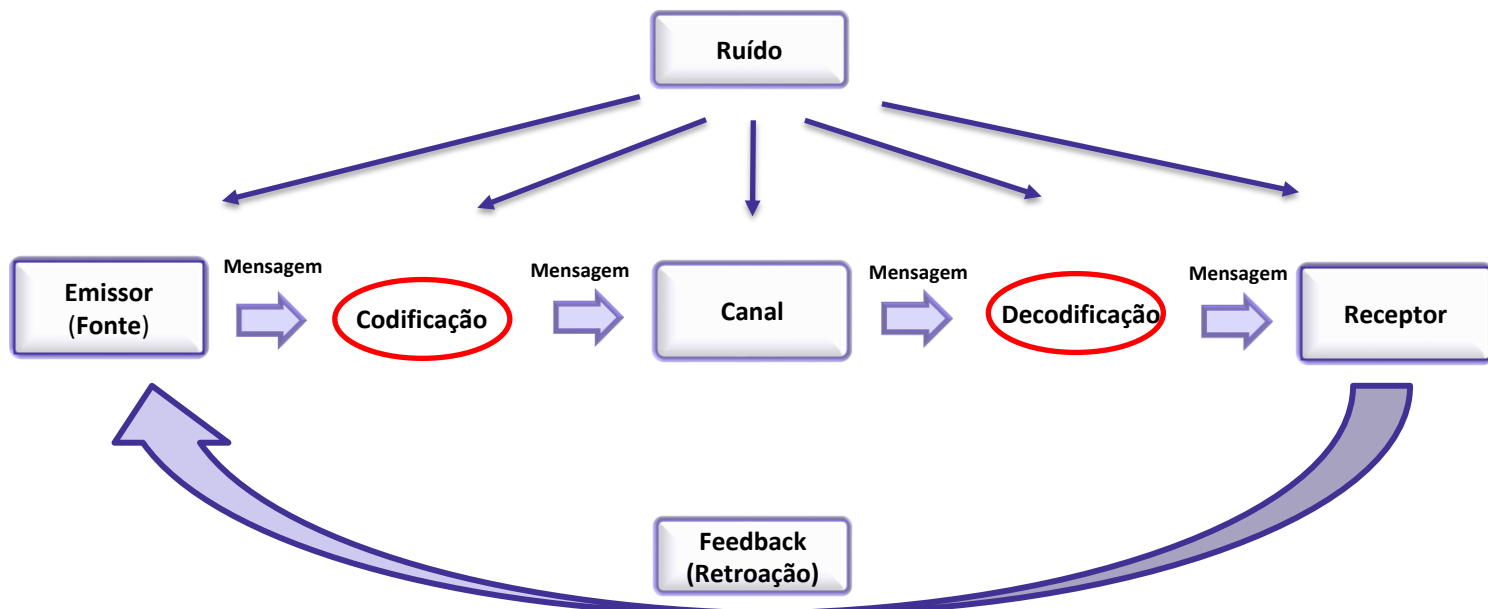 Ruído
Mensagem
Mensagem
Mensagem
Mensagem
Emissor
(Fonte)
Codificação
Canal
Decodificação
Receptor
Feedback
(Retroação)